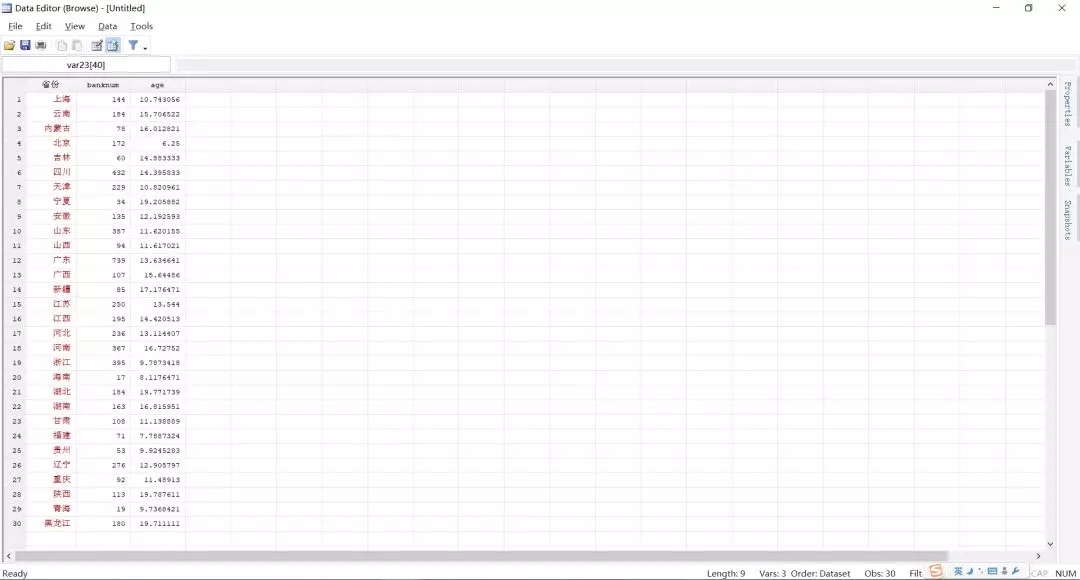 Data Editor (Browse) - [Untitled]
File Edit View Data Tools
var23[40]
省份 banknum age
1 上海 144 10.743056
2 云南 184 15.706522
3 内蒙古 78 16.012821
4 北京 172 6.25
5 吉林 60 14.883333
6 四川 432 14.395833
7 天津 229 10.820961
8 宁夏 34 19.205882
9 安徽 135 12.192593
10 山东 387 11.620155
11 山西 94 11.617021
12 广东 739 13.634641
13 广西 107 15.64486
14 新疆 85 17.176471
15 江苏 250 13.544
16 江西 195 14.420513
17 河北 236 13.114407
18 河南 367 16.72752
19 浙江 395 9.7873418
20 海南 17 8.1176471
21 湖北 184 19.771739
22 湖南 163 16.815951
23 甘肃 108 11.138889
24 福建 71 7.7887324
25 贵州 53 9.9245283
26 辽宁 276 12.905797
27 重庆 92 11.48913
28 陕西 113 19.787611
29 青海 19 9.7368421
30 黑龙江 180 19.711111
Properties
Variables
Snapshots
Ready Length: 9 Vars: 3 Order: Dataset Obs: 30 Filt 英 CAP NUM